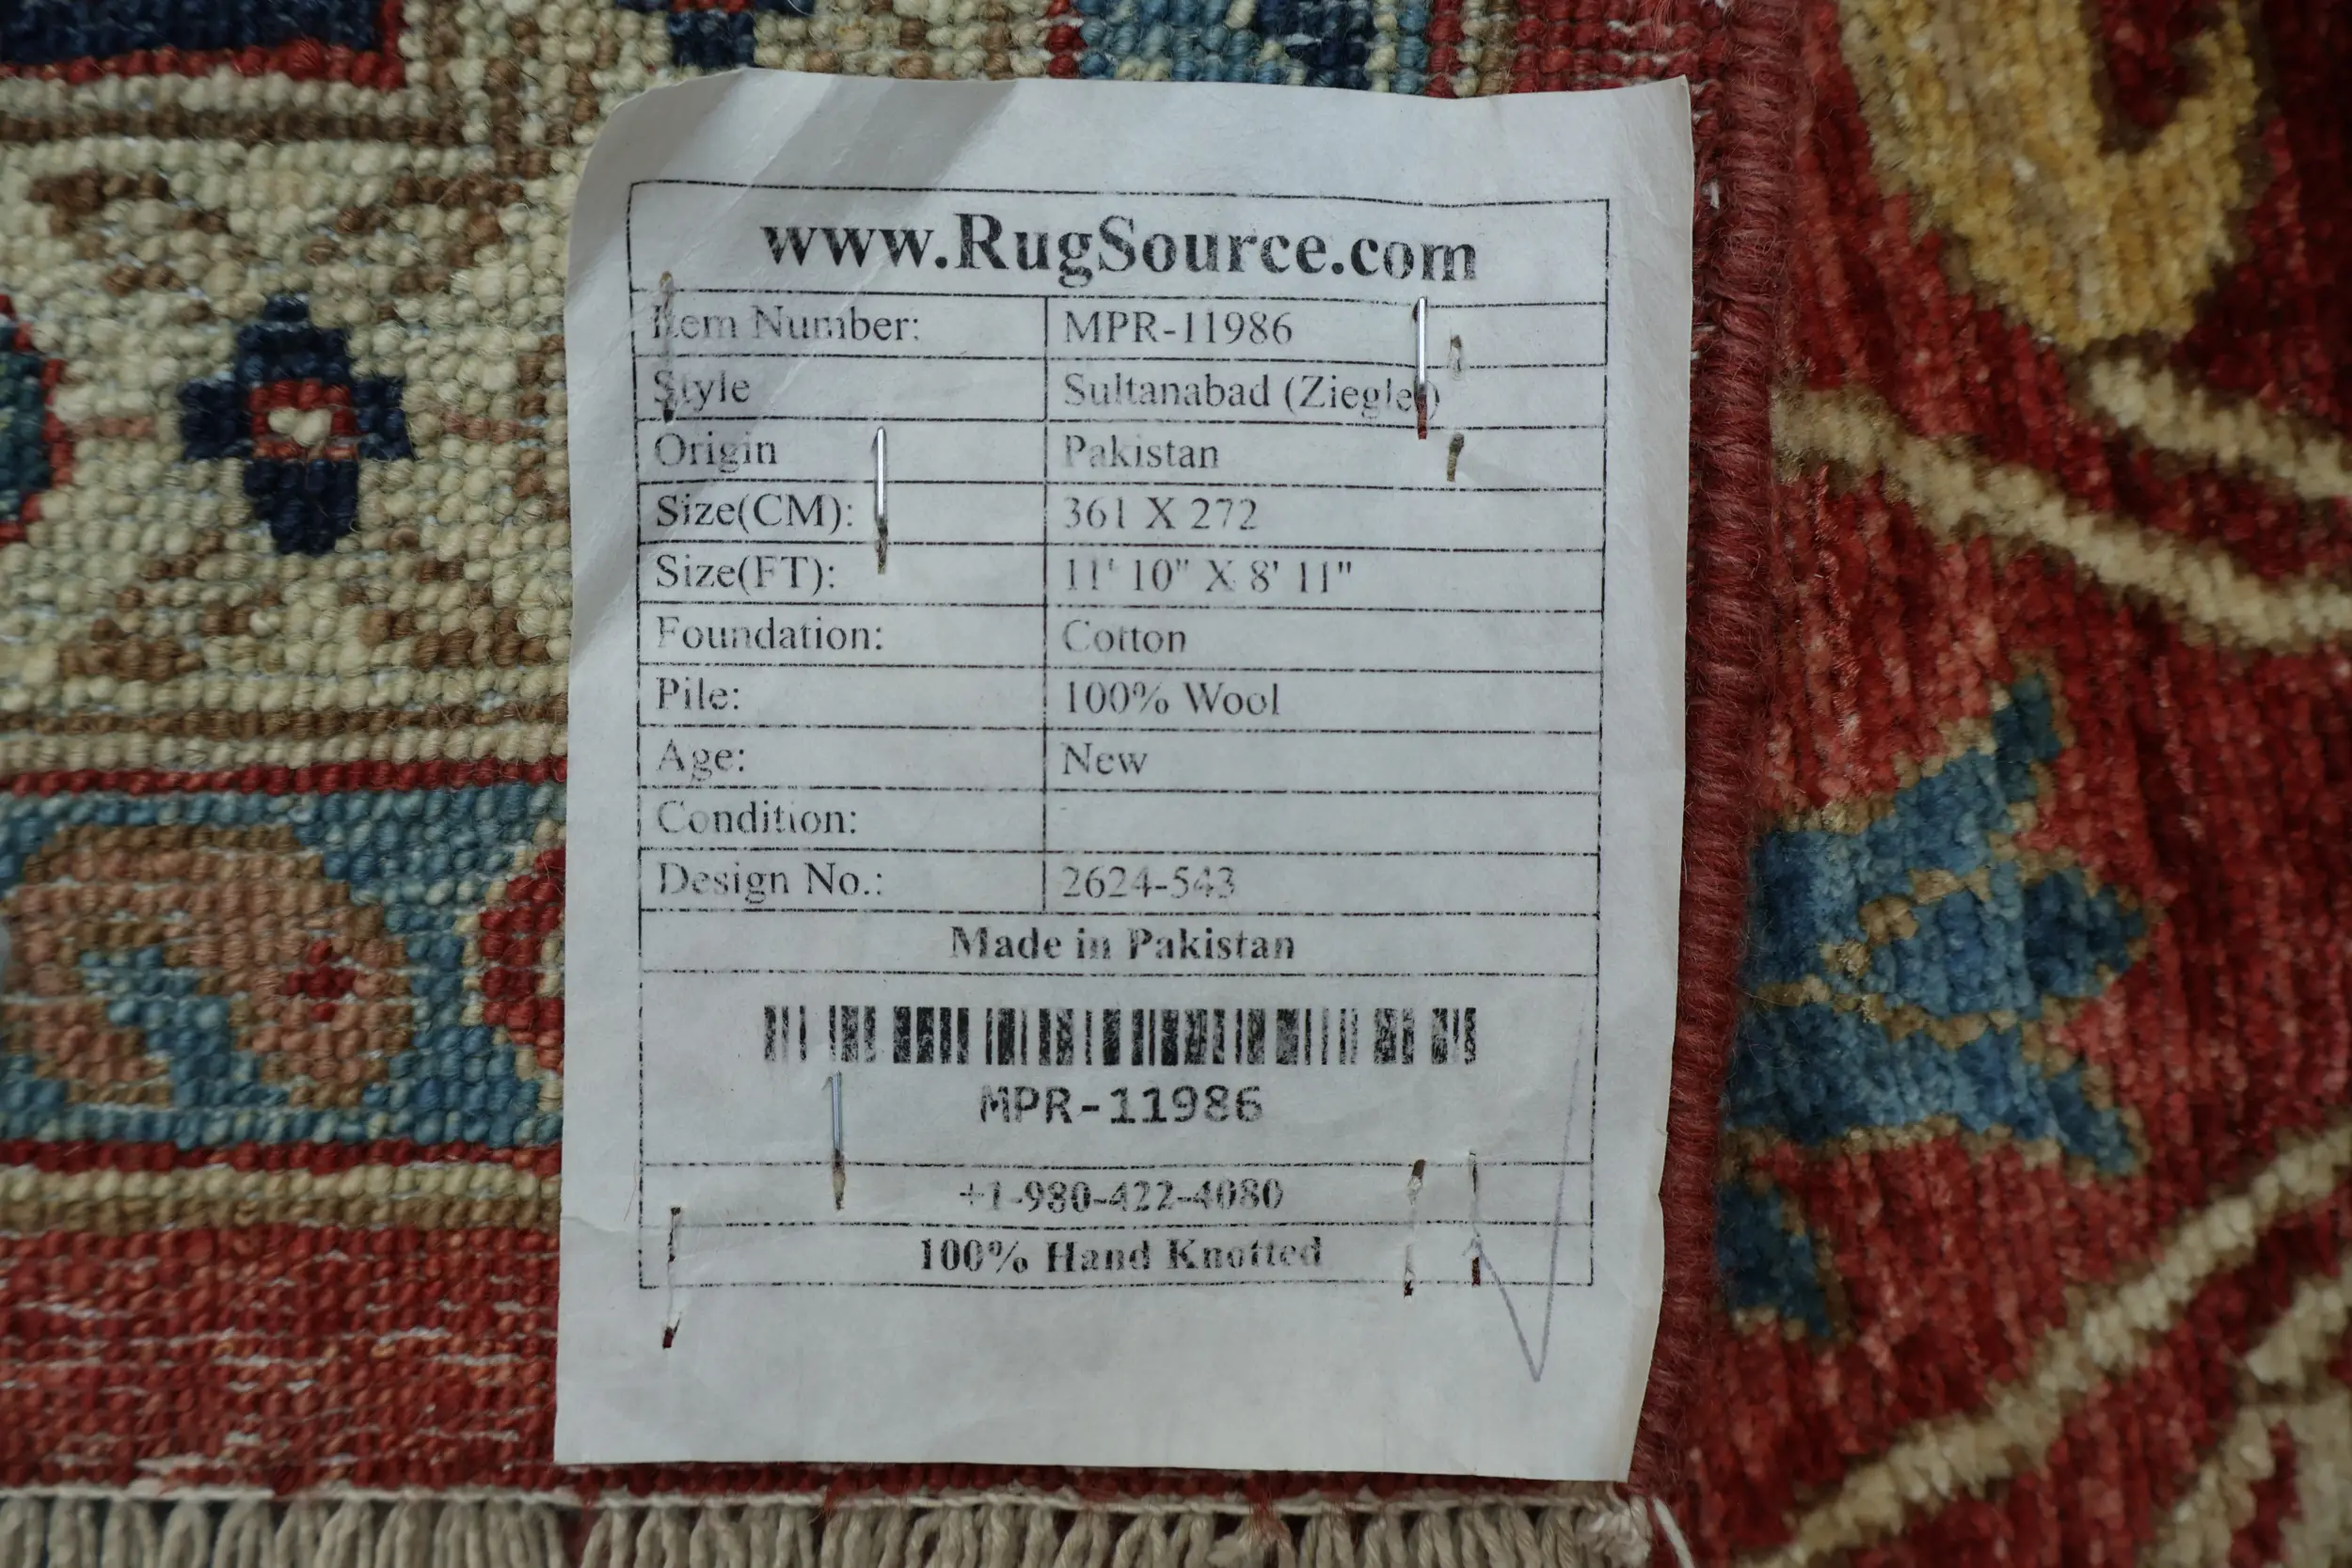 www.RugSource.com
Item Number: MPR-11986
Style Sultanabad (Ziegler)
Origin Pakistan
Size(CM): 361 X 272
Size(FT): 11' 10" X 8' 11"
Foundation: Cotton
Pile: 100% Wool
Age: New
Condition:
Design No.: 2624-543
Made in Pakistan
MPR-11986
+1-980-422-4080
100% Hand Knotted